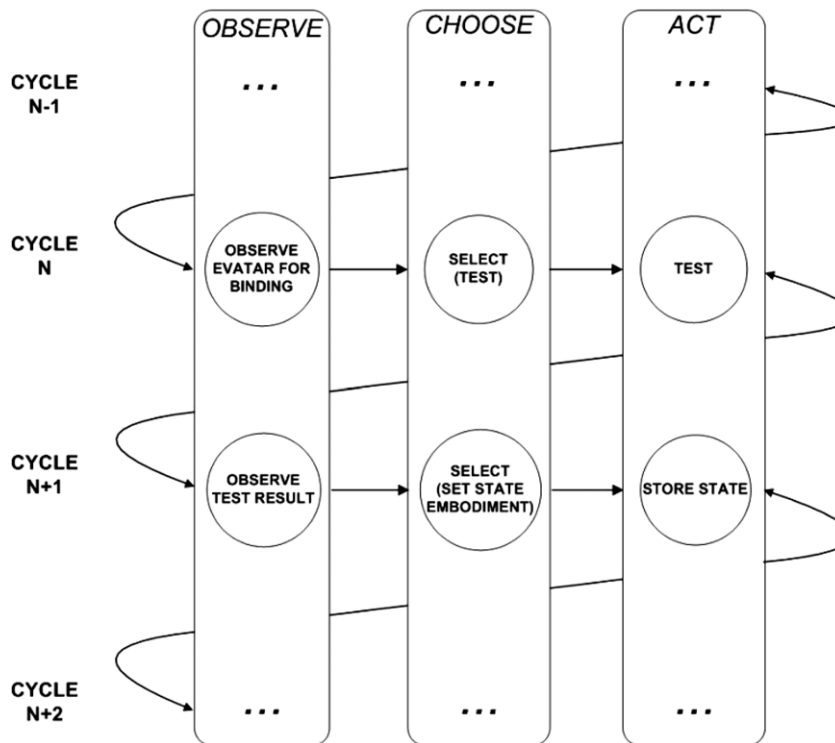 OBSERVE
CHOOSE
ACT
CYCLE
N-1
...
...
...
CYCLE
N
OBSERVE
EVATAR FOR
BINDING
SELECT
(TEST)
TEST
CYCLE
N+1
OBSERVE
TEST RESULT
SELECT
(SET STATE
EMBODIMENT)
STORE STATE
CYCLE
N+2
...
...
...